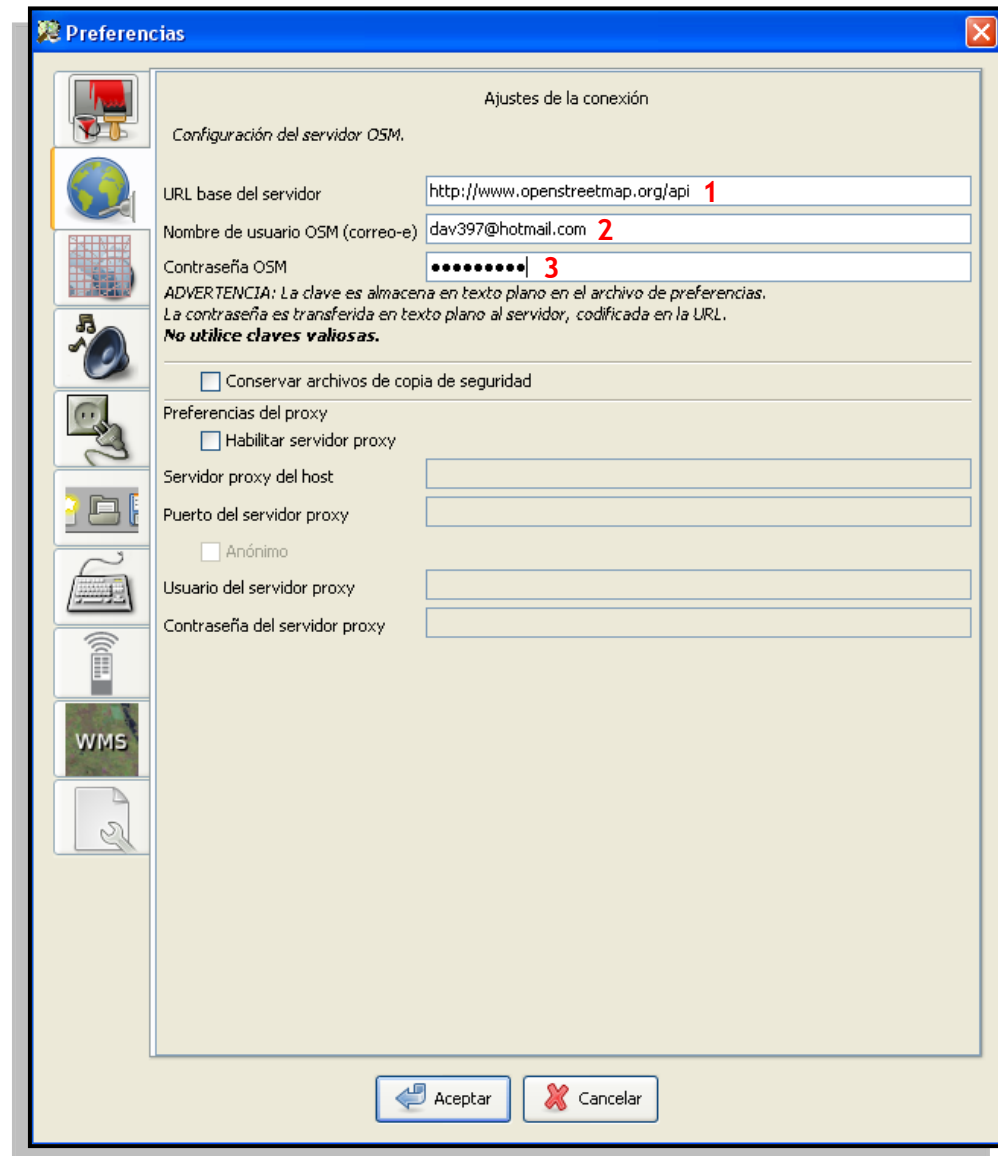 Preferencias
Ajustes de la conexión
Configuración del servidor OSM.
URL base del servidor http://www.openstreetmap.org/api 1
Nombre de usuario OSM (correo-e) dav397@hotmail.com 2
Contraseña OSM ●●●●●●●●● 3
ADVERTENCIA: La clave es almacena en texto plano en el archivo de preferencias.
La contraseña es transferida en texto plano al servidor, codificada en la URL.
No utilice claves valiosas.
Conservar archivos de copia de seguridad
Preferencias del proxy
Habilitar servidor proxy
Servidor proxy del host
Puerto del servidor proxy
Anónimo
Usuario del servidor proxy
Contraseña del servidor proxy
WMS
Aceptar Cancelar